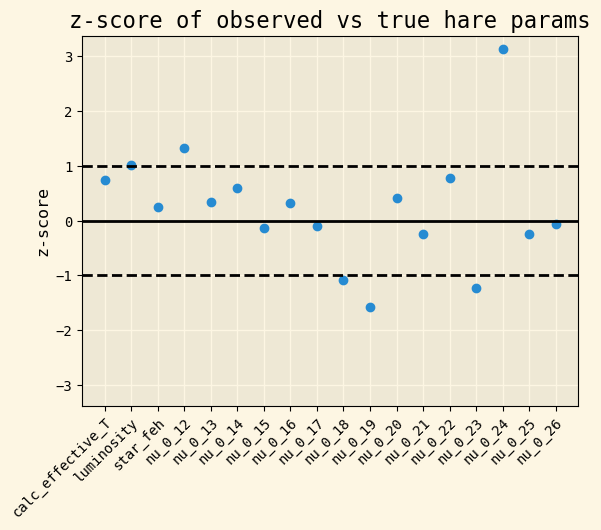 z-score of observed vs true hare params
z-score
3
2
1
0
−1
−2
−3
calc_effective_T
luminosity
star_feh
nu_0_12
nu_0_13
nu_0_14
nu_0_15
nu_0_16
nu_0_17
nu_0_18
nu_0_19
nu_0_20
nu_0_21
nu_0_22
nu_0_23
nu_0_24
nu_0_25
nu_0_26